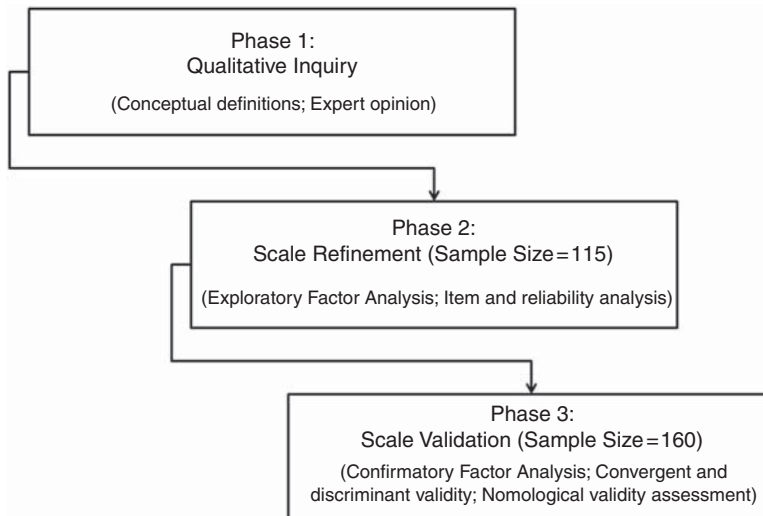 Phase 1:
Qualitative Inquiry
(Conceptual definitions; Expert opinion)
Phase 2:
Scale Refinement (Sample Size=115)
(Exploratory Factor Analysis; Item and reliability analysis)
Phase 3:
Scale Validation (Sample Size=160)
(Confirmatory Factor Analysis; Convergent and
discriminant validity; Nomological validity assessment)